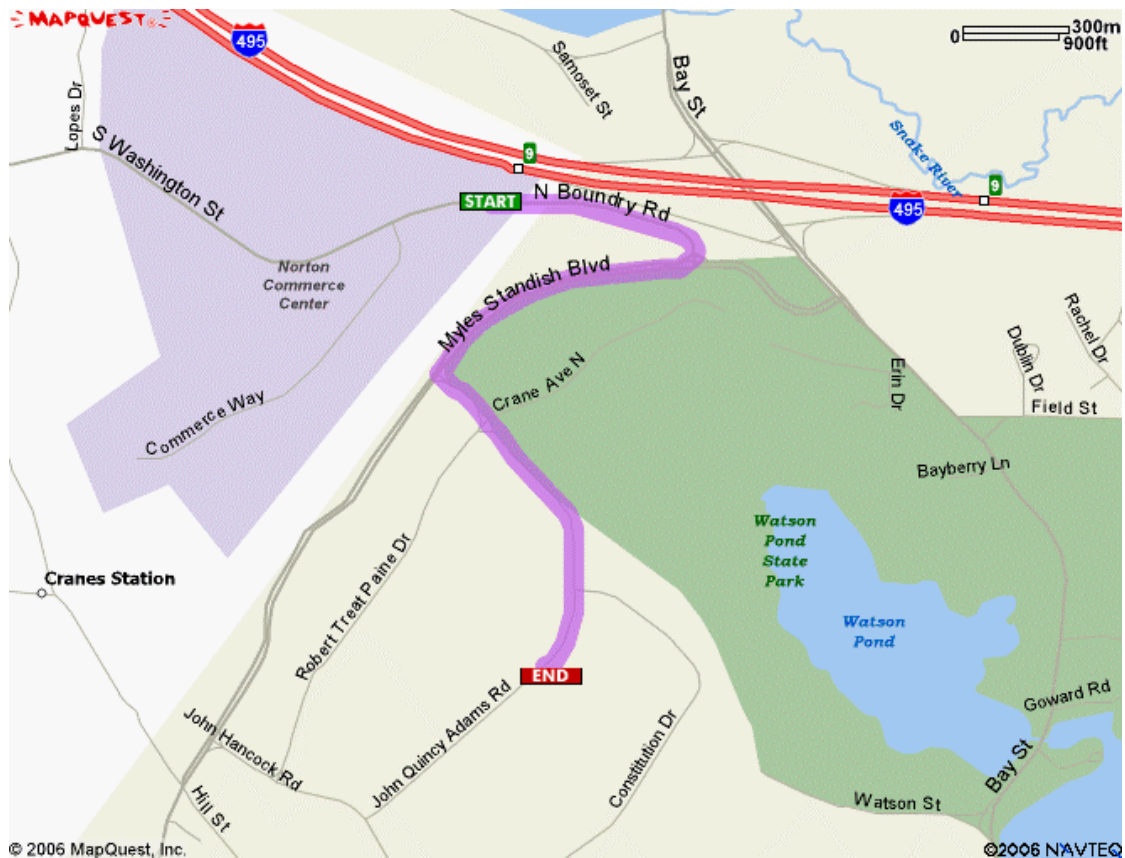 MAPQUEST
495
0
300m
900ft
Samoset St
Bay St
Lopes Dr
S Washington St
9
Snake River
9
START
N Boundry Rd
495
Norton
Commerce
Center
Myles Standish Blvd
Rachel Dr
Dublin Dr
Erin Dr
Crane Ave N
Field St
Commerce Way
Bayberry Ln
Watson
Pond
State
Park
Cranes Station
Robert Treat Paine Dr
Watson
Pond
END
Goward Rd
John Quincy Adams Rd
Constitution Dr
John Hancock Rd
Bay St
Hill St
Watson St
© 2006 MapQuest, Inc.
©2006 NAVTEQ